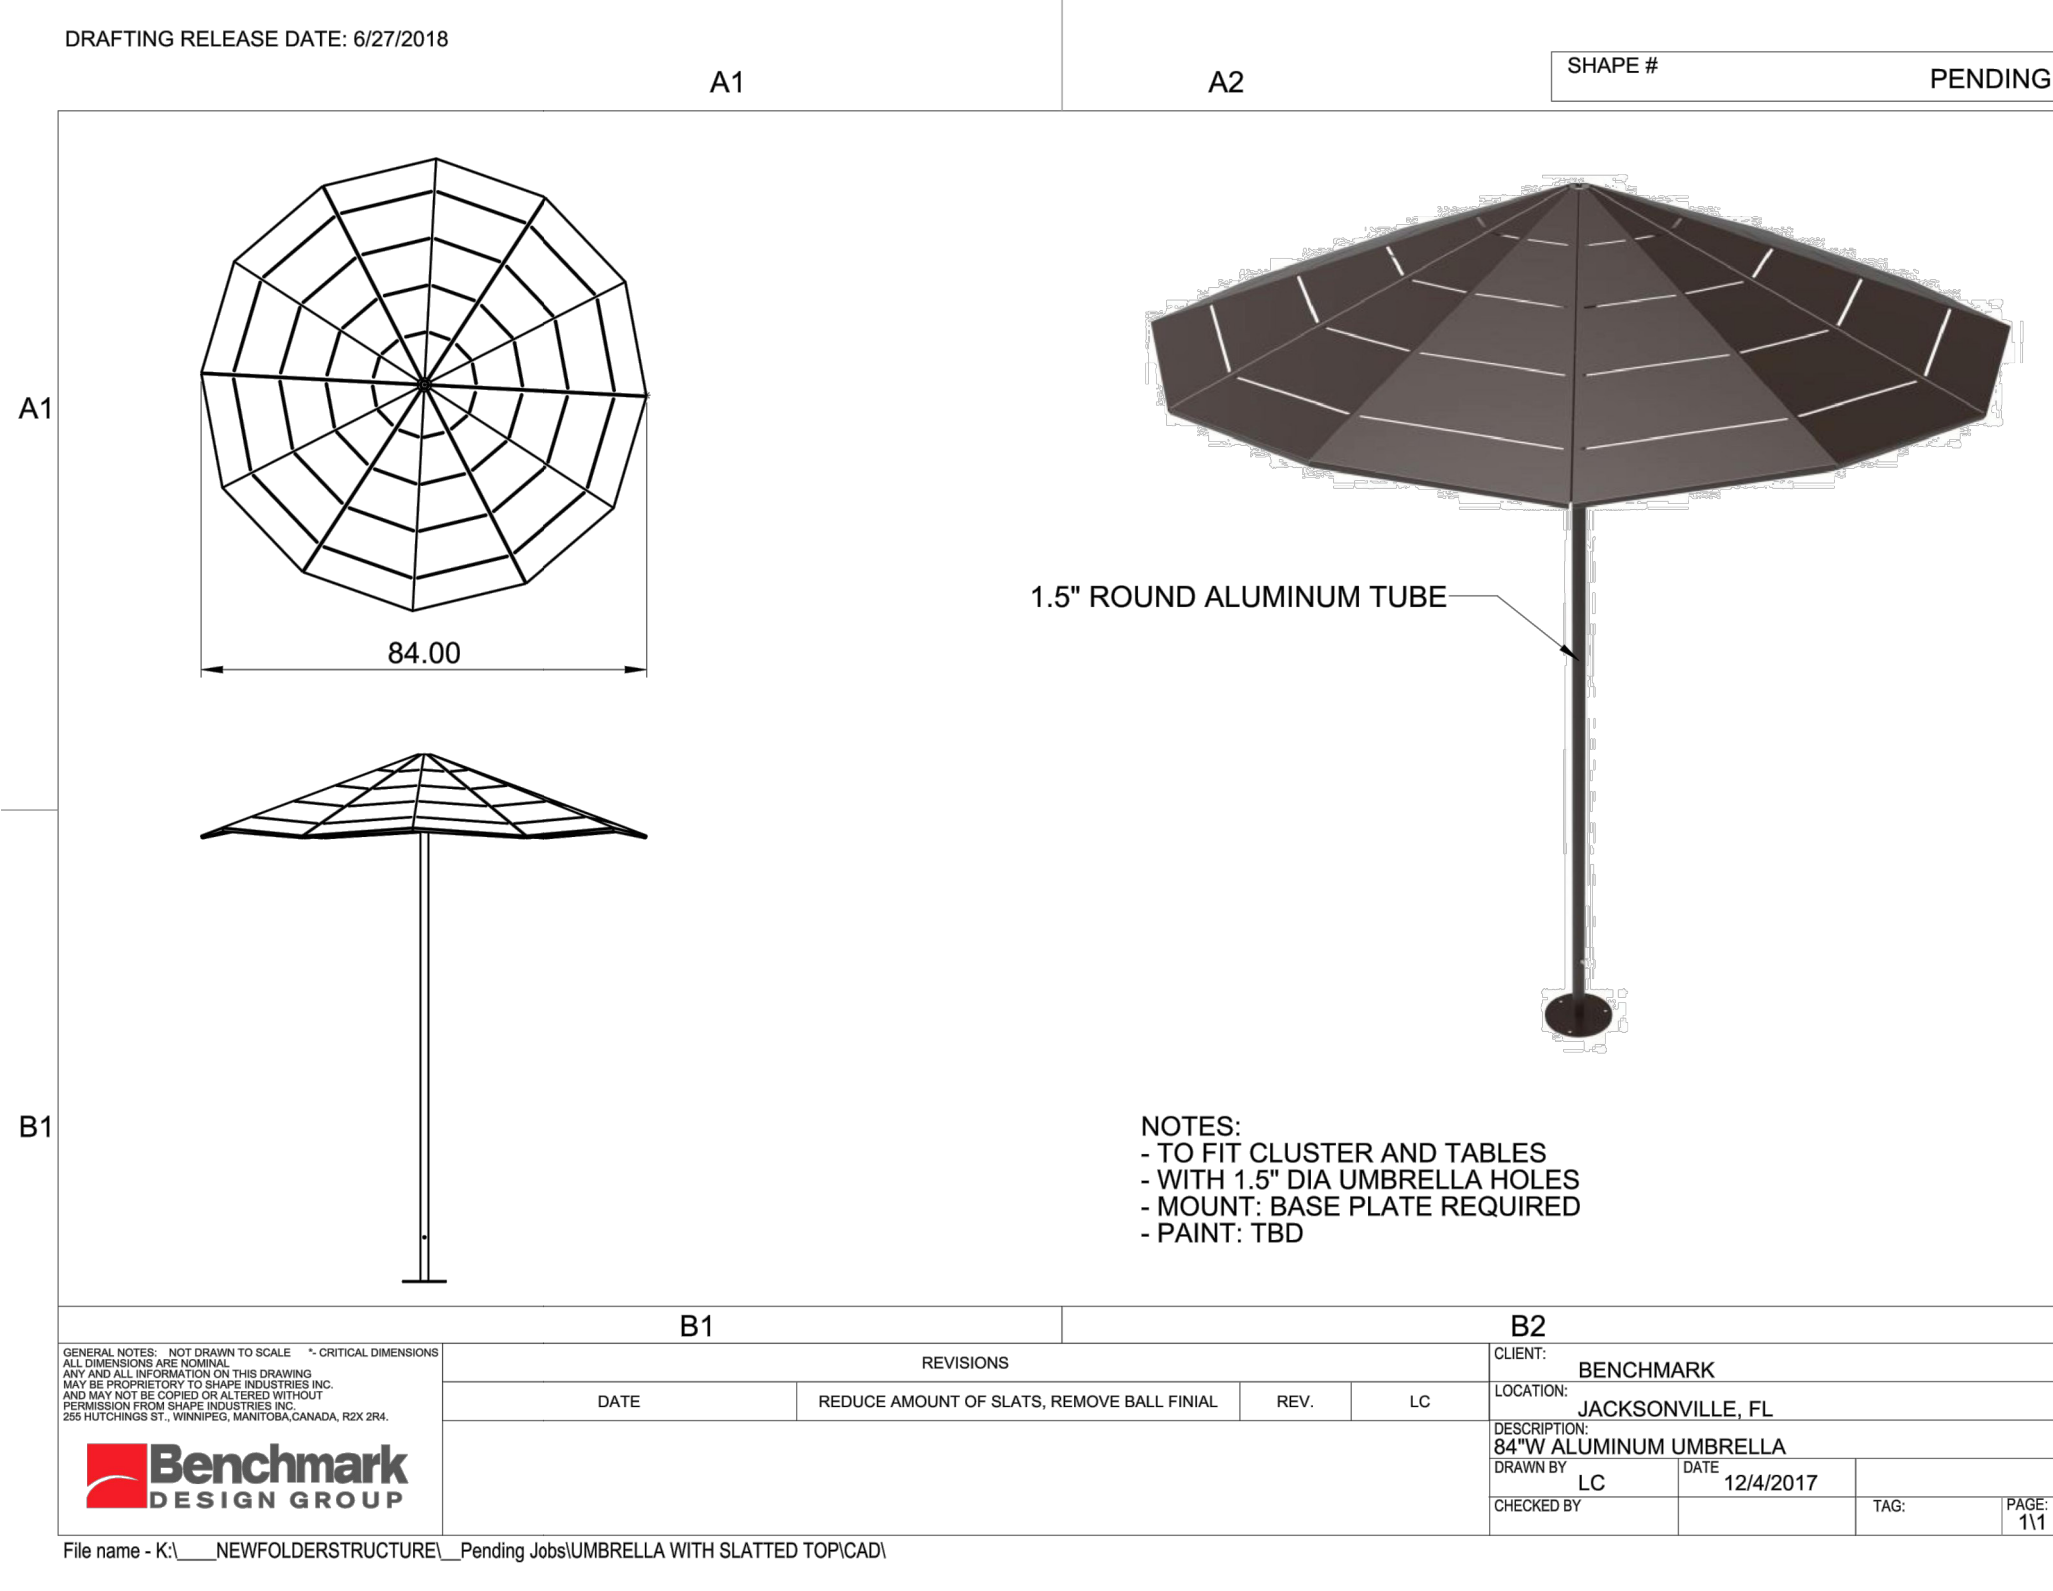 DRAFTING RELEASE DATE: 6/27/2018
A1
A2
SHAPE #
PENDING
A1
84.00
1.5" ROUND ALUMINUM TUBE
B1
NOTES:
- TO FIT CLUSTER AND TABLES
- WITH 1.5" DIA UMBRELLA HOLES
- MOUNT: BASE PLATE REQUIRED
- PAINT: TBD
B1
B2
GENERAL NOTES: NOT DRAWN TO SCALE *- CRITICAL DIMENSIONS
ALL DIMENSIONS ARE NOMINAL
ANY AND ALL INFORMATION ON THIS DRAWING
MAY BE PROPRIETORY TO SHAPE INDUSTRIES INC.
AND MAY NOT BE COPIED OR ALTERED WITHOUT
PERMISSION FROM SHAPE INDUSTRIES INC.
255 HUTCHINGS ST., WINNIPEG, MANITOBA,CANADA, R2X 2R4.
Benchmark
DESIGN GROUP
REVISIONS
DATE
REDUCE AMOUNT OF SLATS, REMOVE BALL FINIAL
REV.
LC
CLIENT:
BENCHMARK
LOCATION:
JACKSONVILLE, FL
DESCRIPTION:
84"W ALUMINUM UMBRELLA
DRAWN BY
LC
DATE
12/4/2017
CHECKED BY
TAG:
PAGE:
1\1
File name - K:\____NEWFOLDERSTRUCTURE\__Pending Jobs\UMBRELLA WITH SLATTED TOP\CAD\